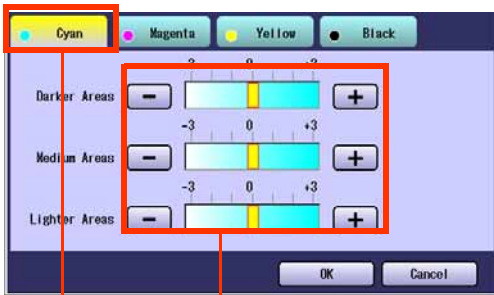 Cyan Magenta Yellow Black
-3 0 +3
Darker Areas − +
-3 0 +3
Medium Areas − +
-3 0 +3
Lighter Areas − +
OK Cancel